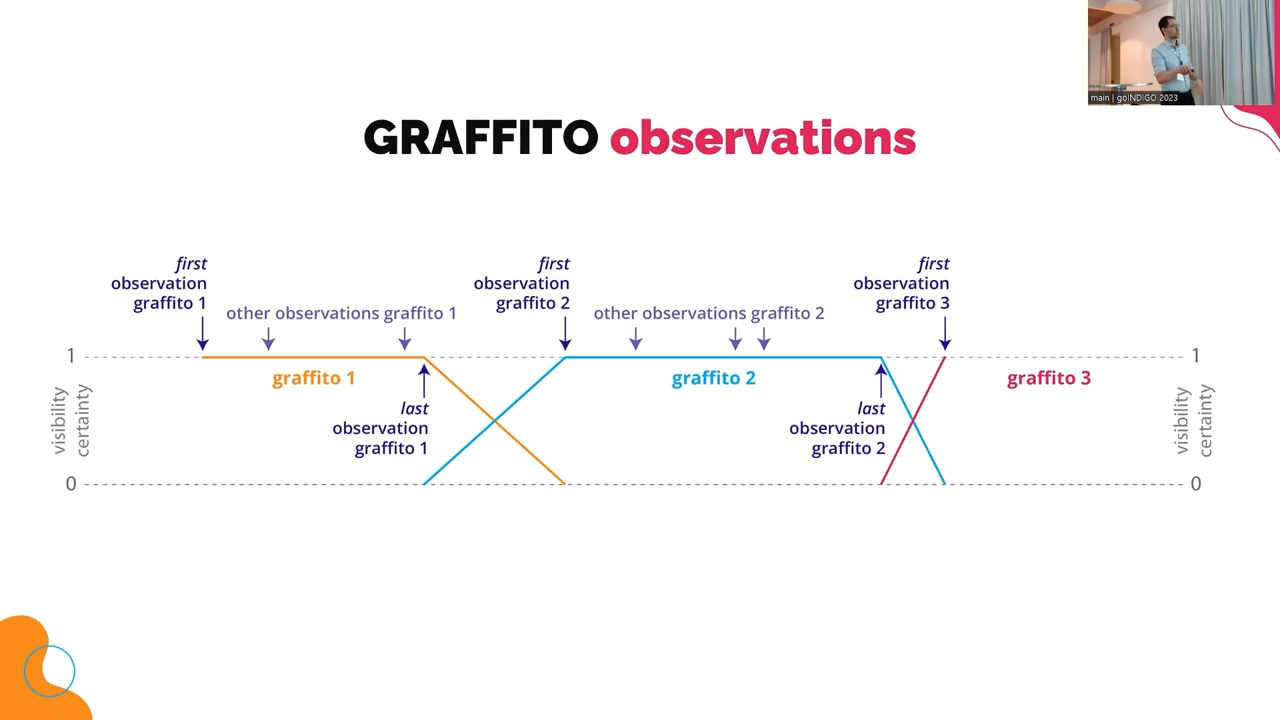 main | goINDIGO 2023
GRAFFITO observations
first
observation
graffito 1
other observations graffito 1
first
observation
graffito 2
other observations graffito 2
first
observation
graffito 3
1
1
graffito 1
graffito 2
graffito 3
visibility
certainty
last
observation
graffito 1
last
observation
graffito 2
visibility
certainty
0
0